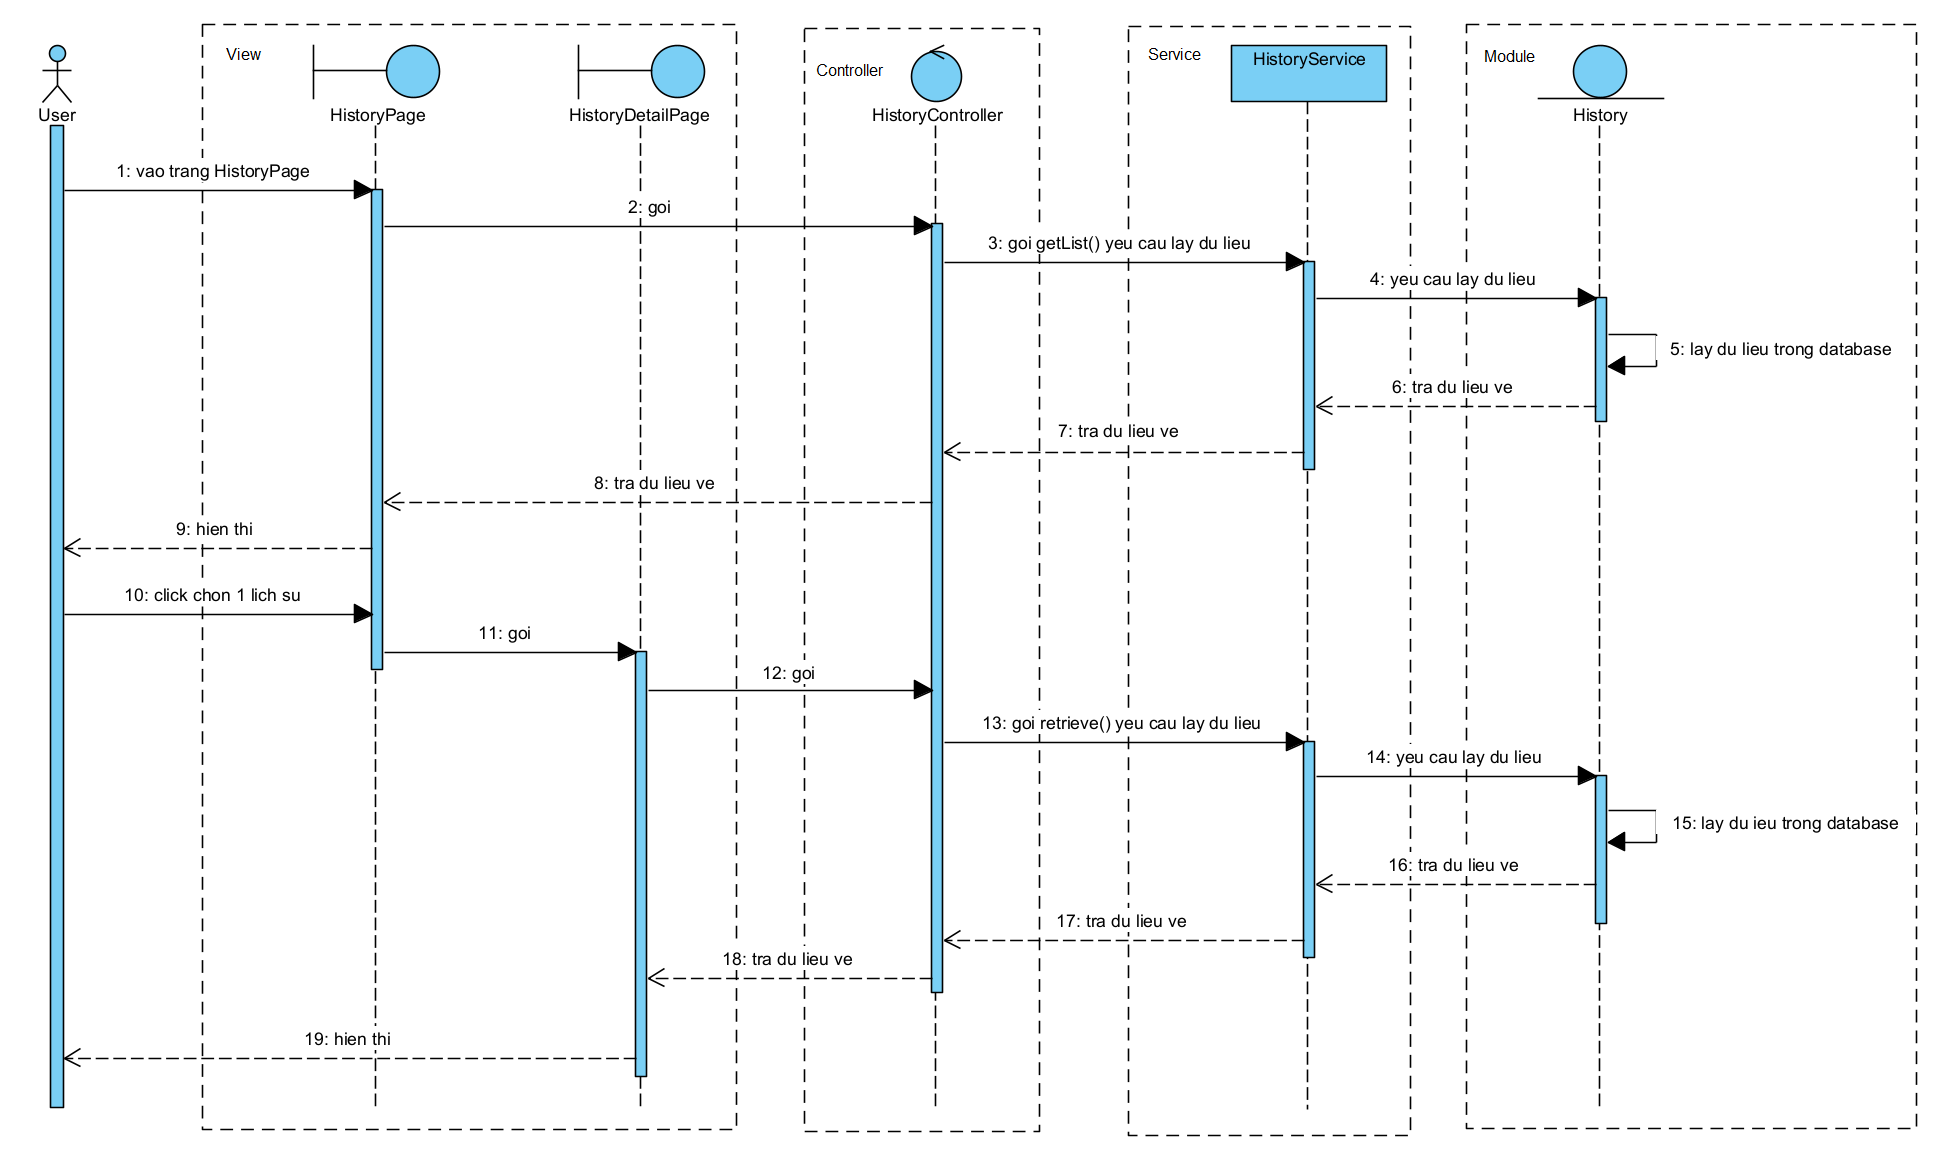 View
Controller
Service
Module
User
HistoryPage
HistoryDetailPage
HistoryController
HistoryService
History
1: vao trang HistoryPage
2: goi
3: goi getList() yeu cau lay du lieu
4: yeu cau lay du lieu
5: lay du lieu trong database
6: tra du lieu ve
7: tra du lieu ve
8: tra du lieu ve
9: hien thi
10: click chon 1 lich su
11: goi
12: goi
13: goi retrieve() yeu cau lay du lieu
14: yeu cau lay du lieu
15: lay du ieu trong database
16: tra du lieu ve
17: tra du lieu ve
18: tra du lieu ve
19: hien thi